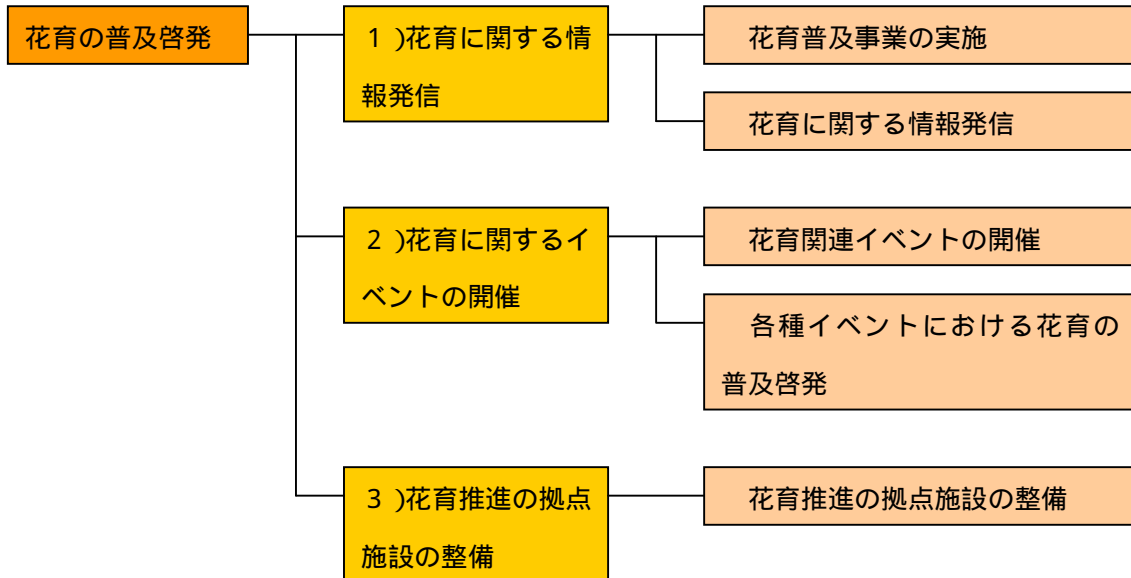 花育の普及啓発
1)花育に関する情
報発信
花育普及事業の実施
花育に関する情報発信
2)花育に関するイ
ベントの開催
花育関連イベントの開催
各種イベントにおける花育の
普及啓発
3)花育推進の拠点
施設の整備
花育推進の拠点施設の整備